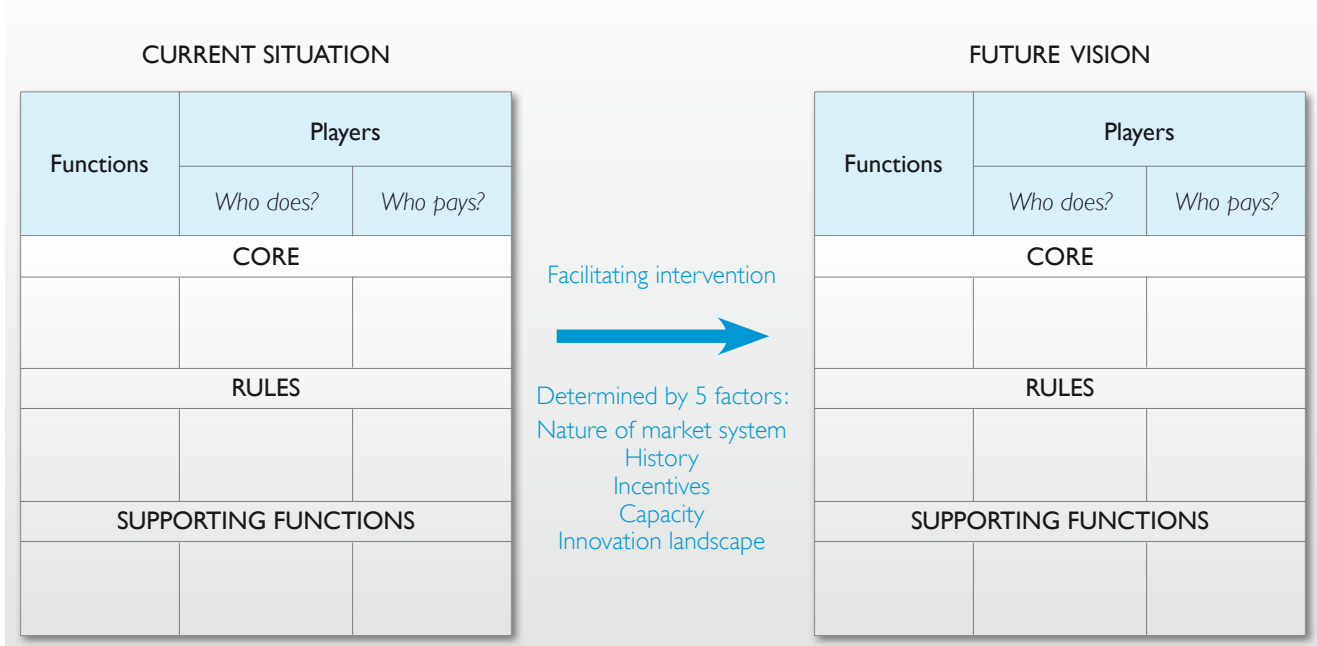 CURRENT SITUATION
Functions
Players
Who does?
Who pays?
CORE
RULES
SUPPORTING FUNCTIONS
Facilitating intervention
Determined by 5 factors:
Nature of market system
History
Incentives
Capacity
Innovation landscape
FUTURE VISION
Functions
Players
Who does?
Who pays?
CORE
RULES
SUPPORTING FUNCTIONS